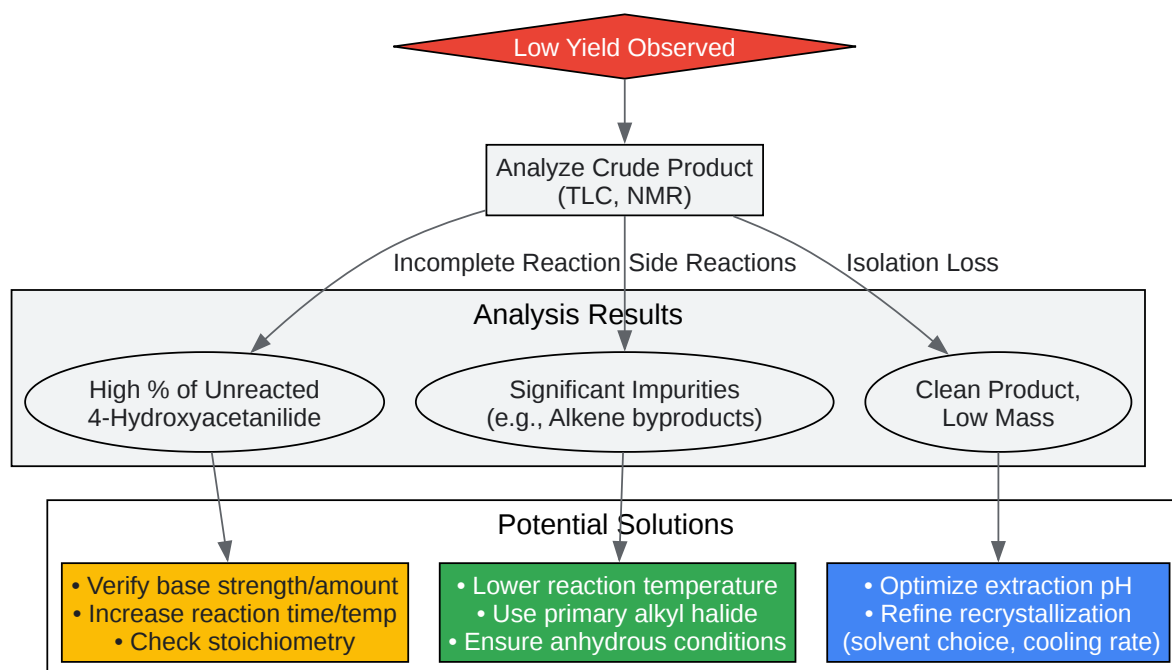 Low Yield Observed
Analyze Crude Product
(TLC, NMR)
Incomplete Reaction
Side Reactions
Isolation Loss
Analysis Results
High % of Unreacted
4-Hydroxyacetanilide
Significant Impurities
(e.g., Alkene byproducts)
Clean Product,
Low Mass
Potential Solutions
• Verify base strength/amount
• Increase reaction time/temp
• Check stoichiometry
• Lower reaction temperature
• Use primary alkyl halide
• Ensure anhydrous conditions
• Optimize extraction pH
• Refine recrystallization
(solvent choice, cooling rate)